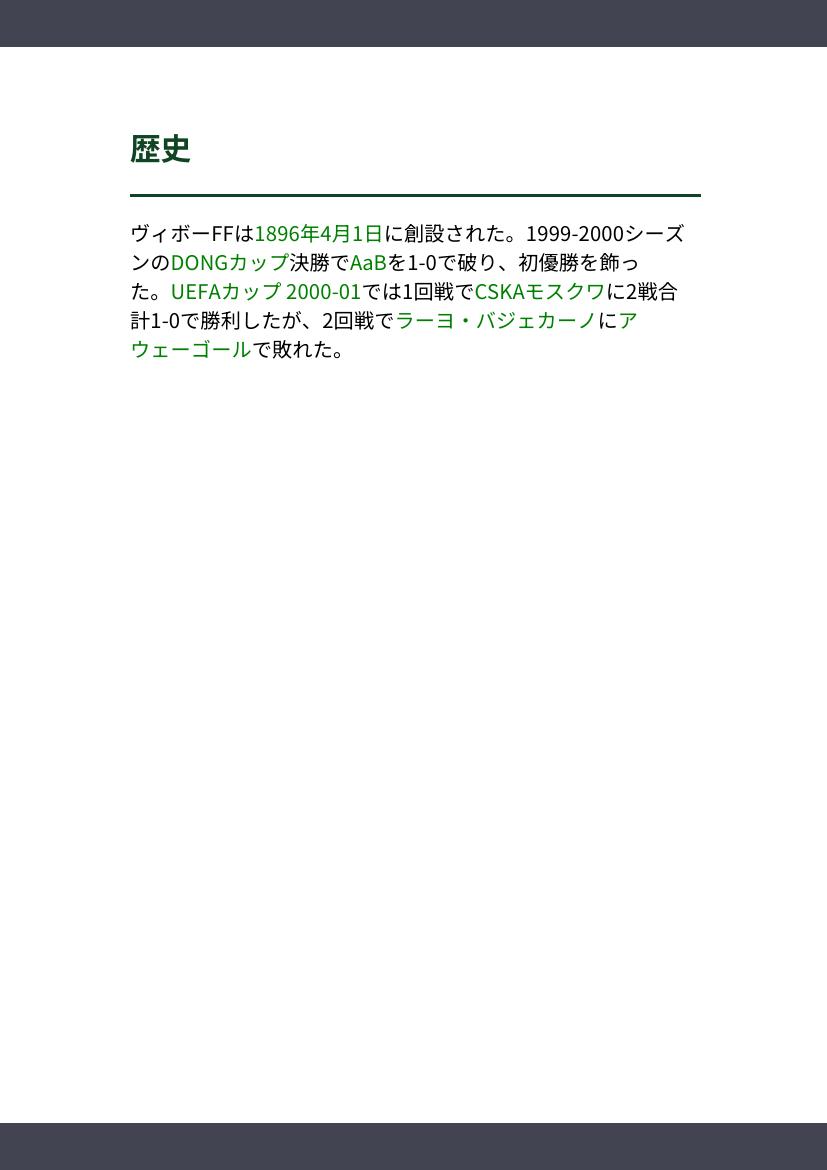 歴史
ヴィボーFFは1896年4月1日に創設された。1999-2000シーズ
ンのDONGカップ決勝でAaBを1-0で破り、初優勝を飾っ
た。UEFAカップ 2000-01では1回戦でCSKAモスクワに2戦合
計1-0で勝利したが、2回戦でラーヨ・バジェカーノにア
ウェーゴールで敗れた。